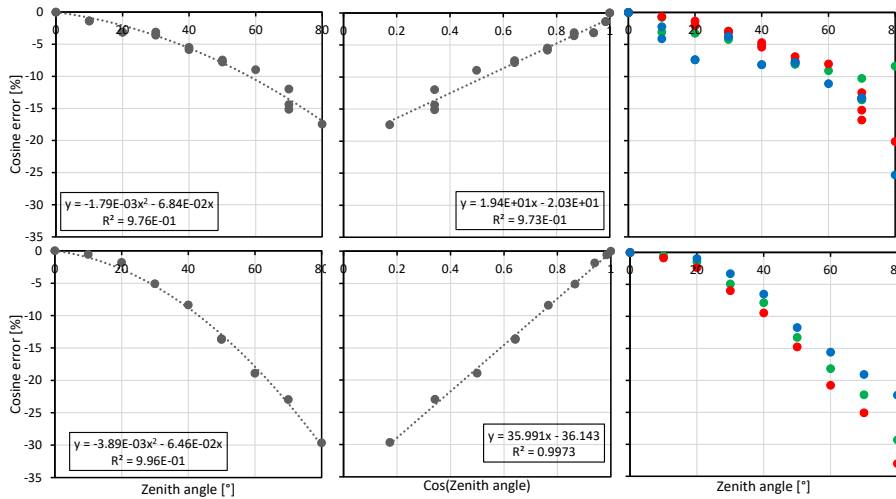 0 20 40 60 80
0 0.2 0.4 0.6 0.8 1
0 20 40 60 80
0
-5
-10
-15
-20
-25
-30
-35
Cosine error [%]
y = -1.79E-03x² - 6.84E-02x
R² = 9.76E-01
y = 1.94E+01x - 2.03E+01
R² = 9.73E-01
0 20 40 60 80
0 0.2 0.4 0.6 0.8 1
0 20 40 60 80
0
-5
-10
-15
-20
-25
-30
-35
Cosine error [%]
y = -3.89E-03x² - 6.46E-02x
R² = 9.96E-01
y = 35.991x - 36.143
R² = 0.9973
Zenith angle [°]
Cos(Zenith angle)
Zenith angle [°]